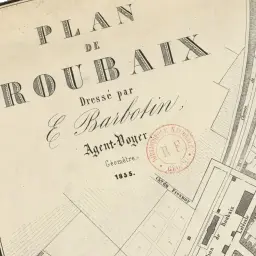 PLAN
DE
ROUBAIX
Dressé par
E Barbotin,
Agent-Voyer
Géomètre.
1855.
B F